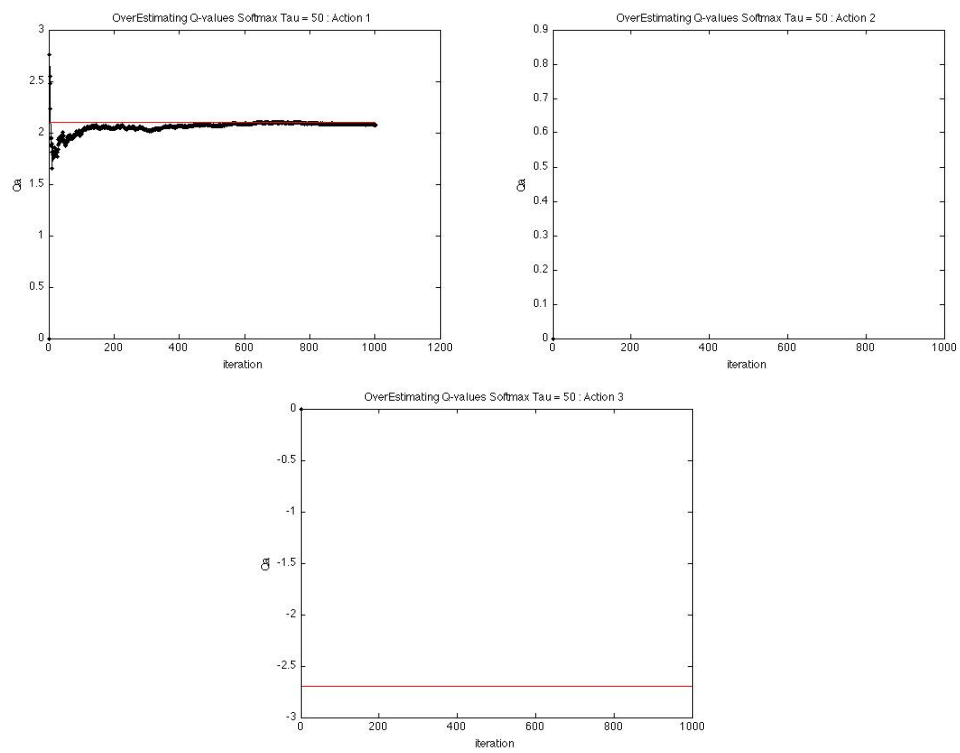 OverEstimating Q-values Softmax Tau = 50 : Action 1
3
2.5
2
1.5
1
0.5
0
Qa
0 200 400 600 800 1000 1200
iteration
OverEstimating Q-values Softmax Tau = 50 : Action 2
0.9
0.8
0.7
0.6
0.5
0.4
0.3
0.2
0.1
0
Qa
0 200 400 600 800 1000
iteration
OverEstimating Q-values Softmax Tau = 50 : Action 3
0
-0.5
-1
-1.5
-2
-2.5
-3
Qa
0 200 400 600 800 1000
iteration